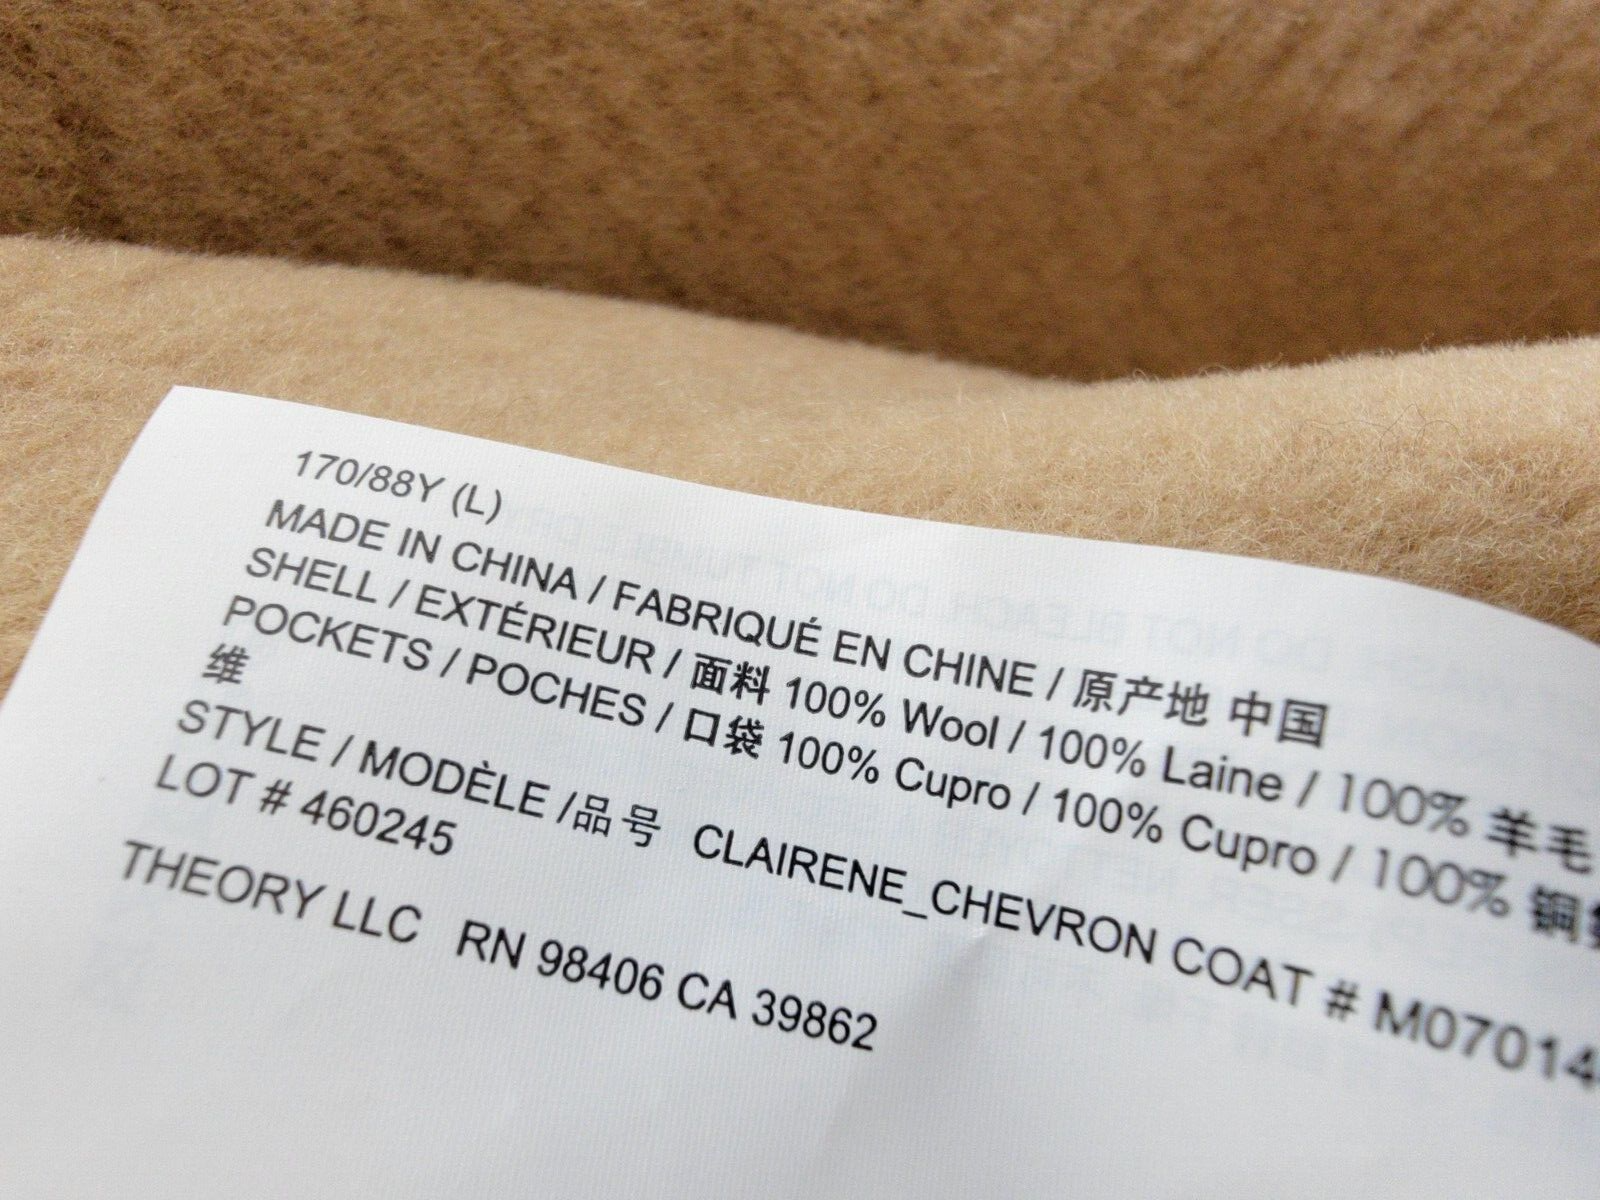 170/88Y (L)
MADE IN CHINA / FABRIQUÉ EN CHINE / 原产地 中国
SHELL / EXTÉRIEUR / 面料 100% Wool / 100% Laine / 100% 羊毛
POCKETS / POCHES / 口袋 100% Cupro / 100% Cupro / 100% 铜
维
STYLE / MODÈLE /品号 CLAIRENE_CHEVRON COAT # M07014
LOT # 460245
THEORY LLC RN 98406 CA 39862